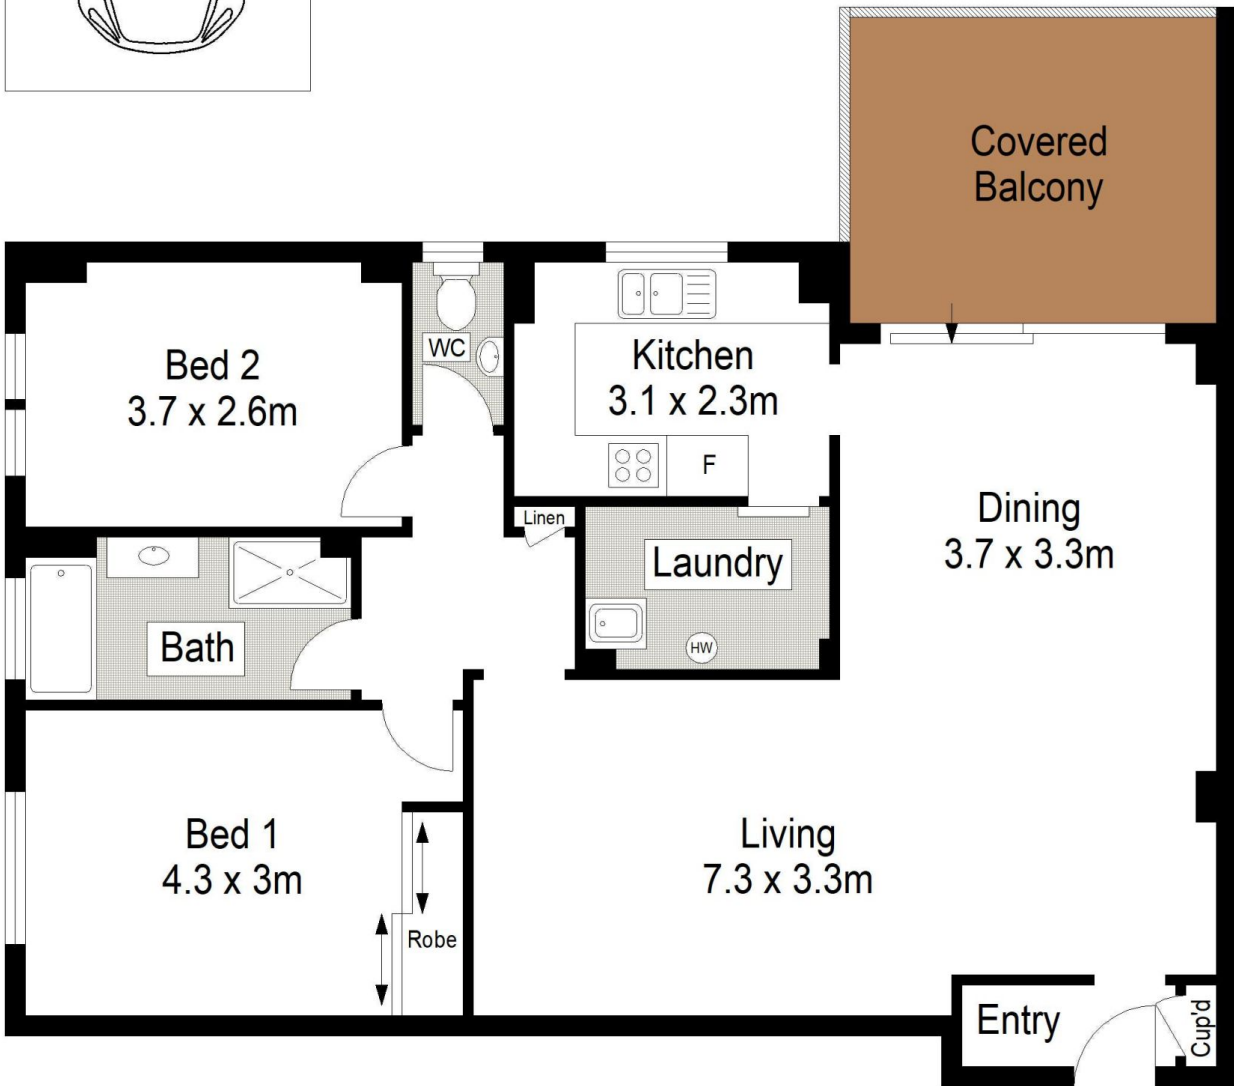 Covered
Balcony
Bed 2
3.7 x 2.6m
WC
Kitchen
3.1 x 2.3m
F
Linen
Laundry
HW
Dining
3.7 x 3.3m
Bath
Bed 1
4.3 x 3m
Robe
Living
7.3 x 3.3m
Entry
Cup'd